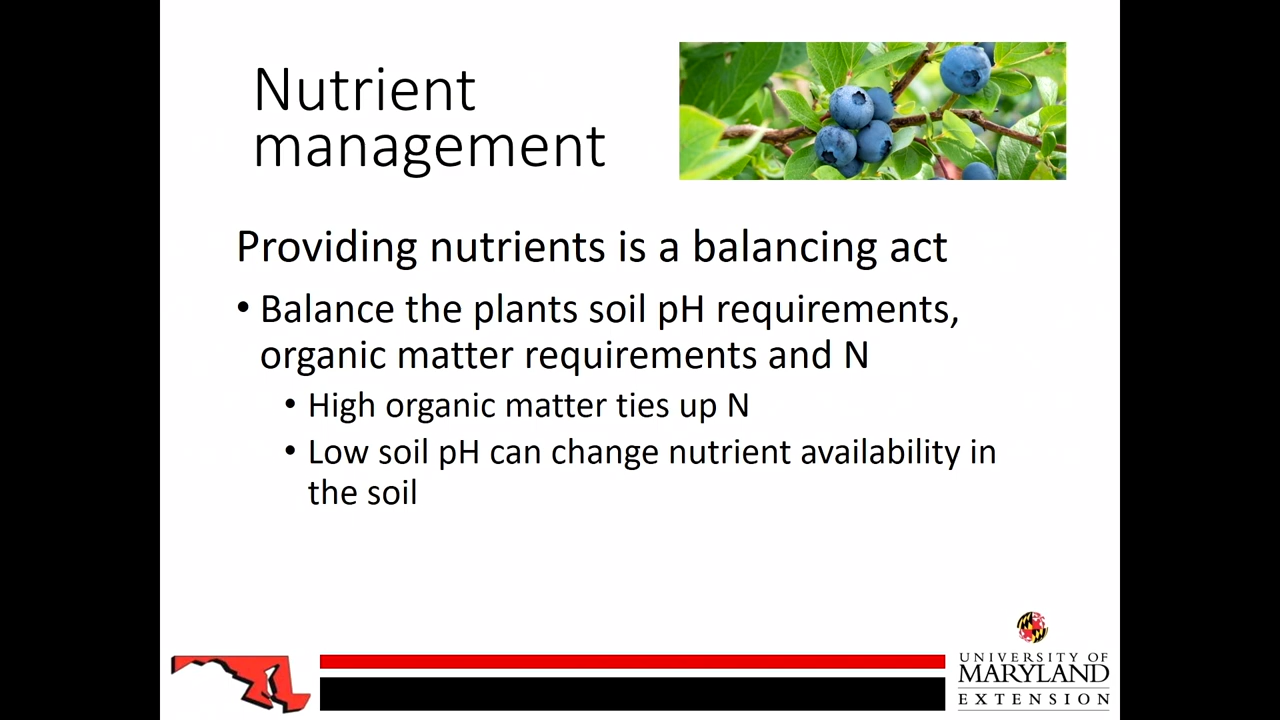 Nutrient
management
Providing nutrients is a balancing act
• Balance the plants soil pH requirements,
organic matter requirements and N
• High organic matter ties up N
• Low soil pH can change nutrient availability in
the soil
UNIVERSITY OF
MARYLAND
EXTENSION